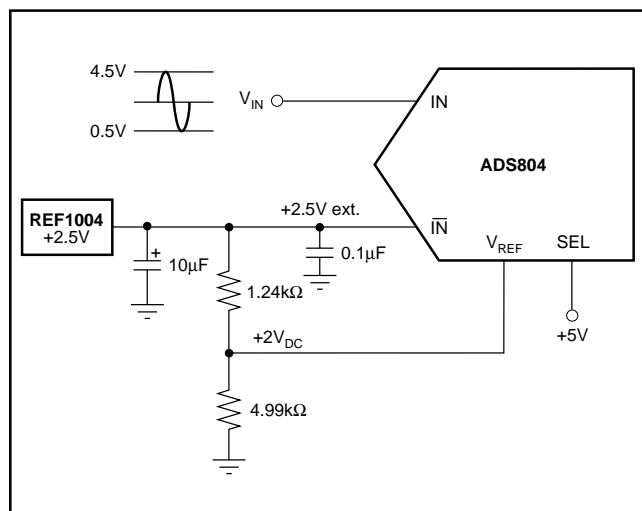 4.5V
0.5V
V_IN
IN
ADS804
REF1004
+2.5V
+2.5V ext.
I̅N̅
V_REF
SEL
+
10µF
0.1µF
1.24kΩ
+5V
+2V_DC
4.99kΩ